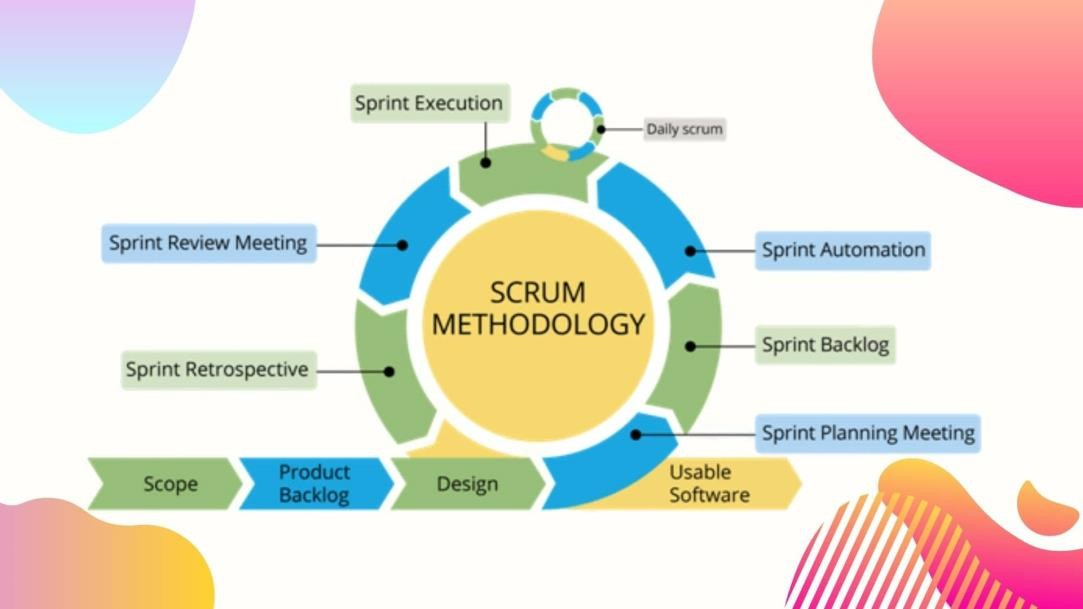 Sprint Execution
Daily scrum
Sprint Review Meeting
Sprint Automation
SCRUM
METHODOLOGY
Sprint Backlog
Sprint Retrospective
Sprint Planning Meeting
Scope
Product
Backlog
Design
Usable
Software